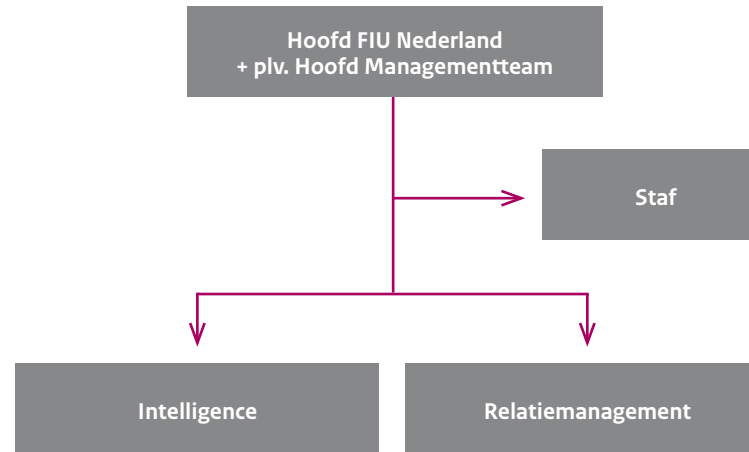 Hoofd FIU Nederland
+ plv. Hoofd Managementteam
Staf
Intelligence
Relatiemanagement